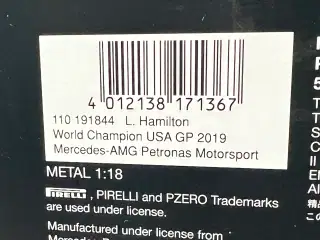 4 012138 171367
110 191844 L. Hamilton
World Champion USA GP 2019
Mercedes-AMG Petronas Motorsport
METAL 1:18
PIRELLI, PIRELLI and PZERO Trademarks
are used under license.
Manufactured under license from